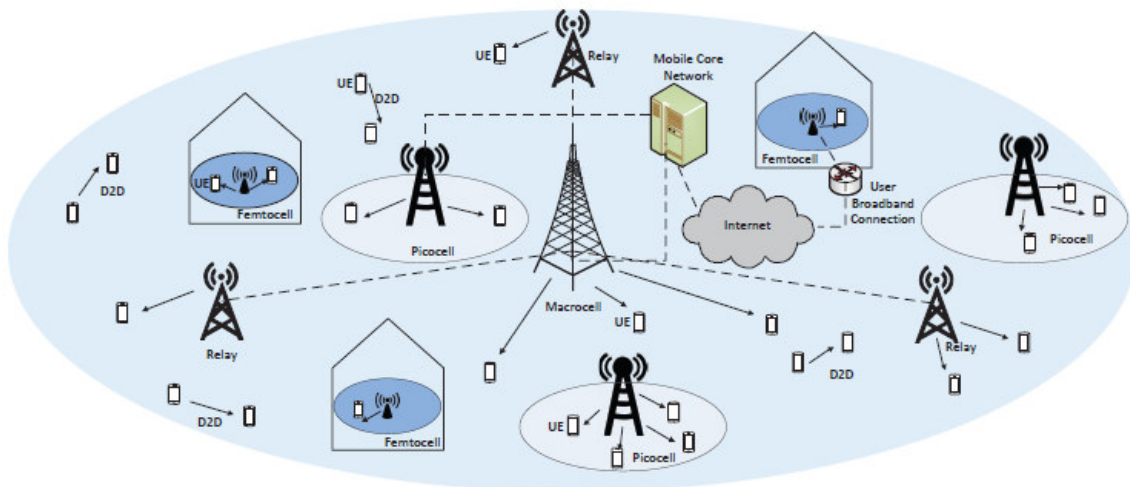 UE
Relay
Mobile Core
Network
UE
D2D
D2D
UE
Femtocell
Picocell
Femtocell
User
Broadband
Connection
Internet
Picocell
Relay
Macrocell
UE
Relay
D2D
D2D
Femtocell
UE
Picocell